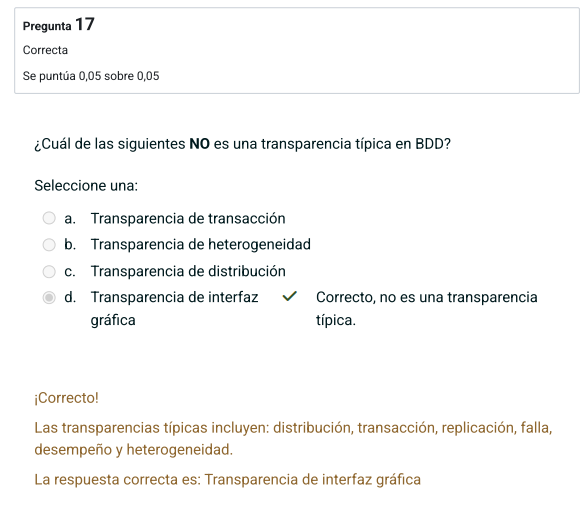 Pregunta 17
Correcta
Se puntúa 0,05 sobre 0,05
¿Cuál de las siguientes NO es una transparencia típica en BDD?
Seleccione una:
a. Transparencia de transacción
b. Transparencia de heterogeneidad
c. Transparencia de distribución
d. Transparencia de interfaz gráfica
Correcto, no es una transparencia típica.
¡Correcto!
Las transparencias típicas incluyen: distribución, transacción, replicación, falla,
desempeño y heterogeneidad.
La respuesta correcta es: Transparencia de interfaz gráfica